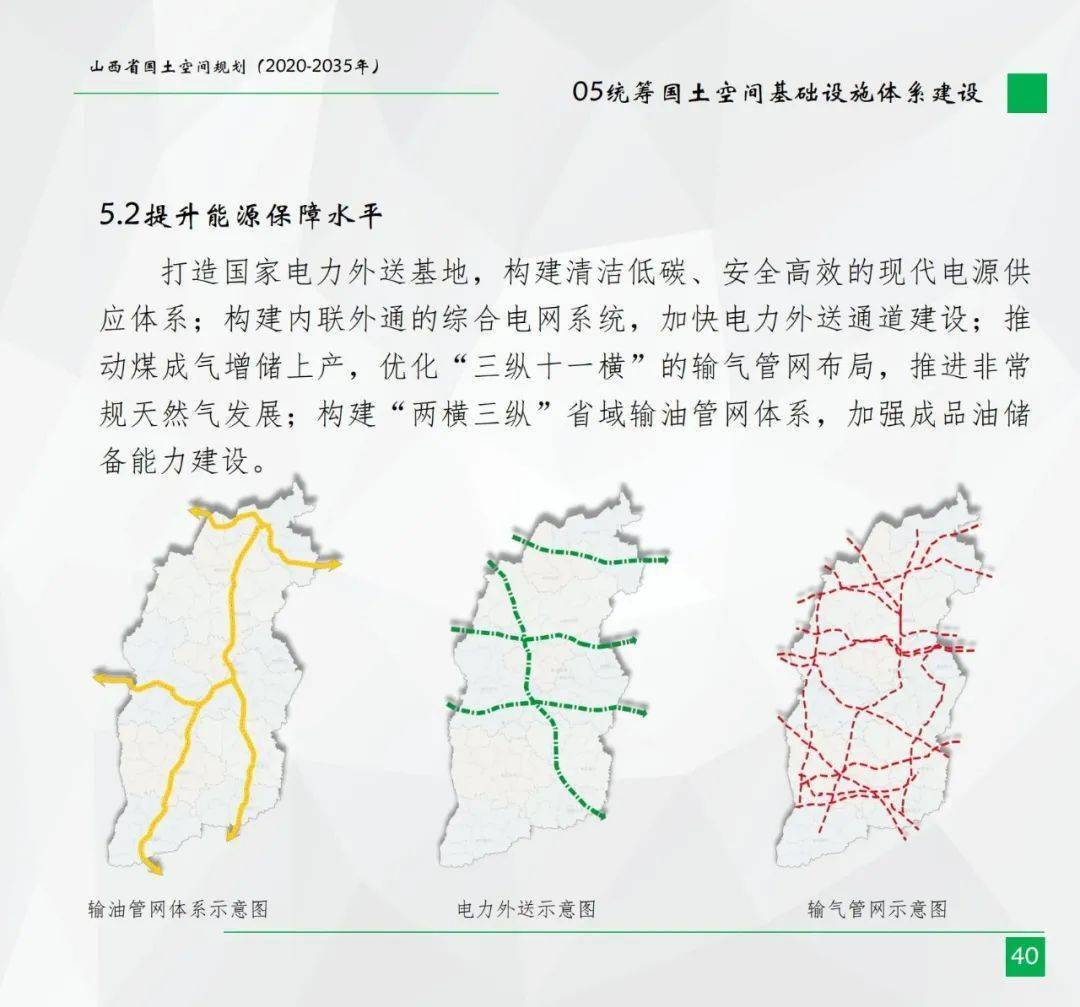 山西省国土空间规划（2020-2035年）
05统筹国土空间基础设施体系建设
5.2提升能源保障水平
打造国家电力外送基地，构建清洁低碳、安全高效的现代电源供
应体系；构建内联外通的综合电网系统，加快电力外送通道建设；推
动煤成气增储上产，优化“三纵十一横”的输气管网布局，推进非常
规天然气发展；构建“两横三纵”省域输油管网体系，加强成品油储
备能力建设。
输油管网体系示意图
电力外送示意图
输气管网示意图
40